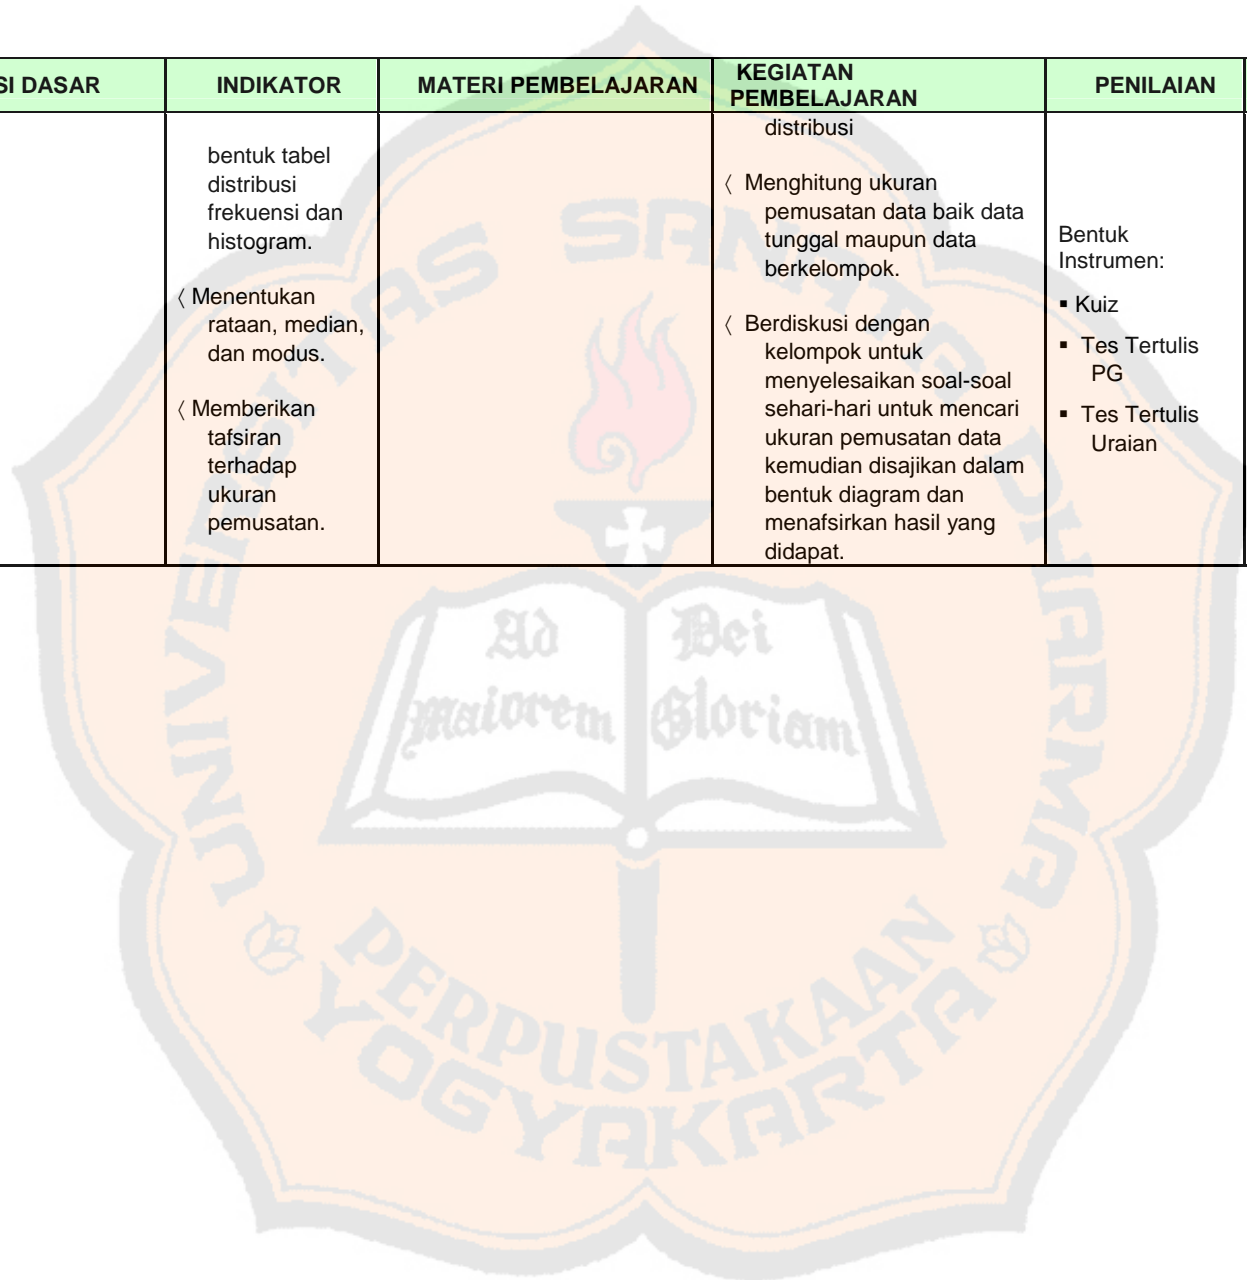 SI DASAR
INDIKATOR
MATERI PEMBELAJARAN
KEGIATAN
PEMBELAJARAN
PENILAIAN
bentuk tabel
distribusi
frekuensi dan
histogram.
〈 Menentukan
rataan, median,
dan modus.
〈 Memberikan
tafsiran
terhadap
ukuran
pemusatan.
distribusi
〈 Menghitung ukuran
pemusatan data baik data
tunggal maupun data
berkelompok.
〈 Berdiskusi dengan
kelompok untuk
menyelesaikan soal-soal
sehari-hari untuk mencari
ukuran pemusatan data
kemudian disajikan dalam
bentuk diagram dan
menafsirkan hasil yang
didapat.
Bentuk
Instrumen:
▪ Kuiz
▪ Tes Tertulis
PG
▪ Tes Tertulis
Uraian
UNIVERSITAS SANATA DHARMA
Ad
Maiorem
Dei
Gloriam
PERPUSTAKAAN
YOGYAKARTA